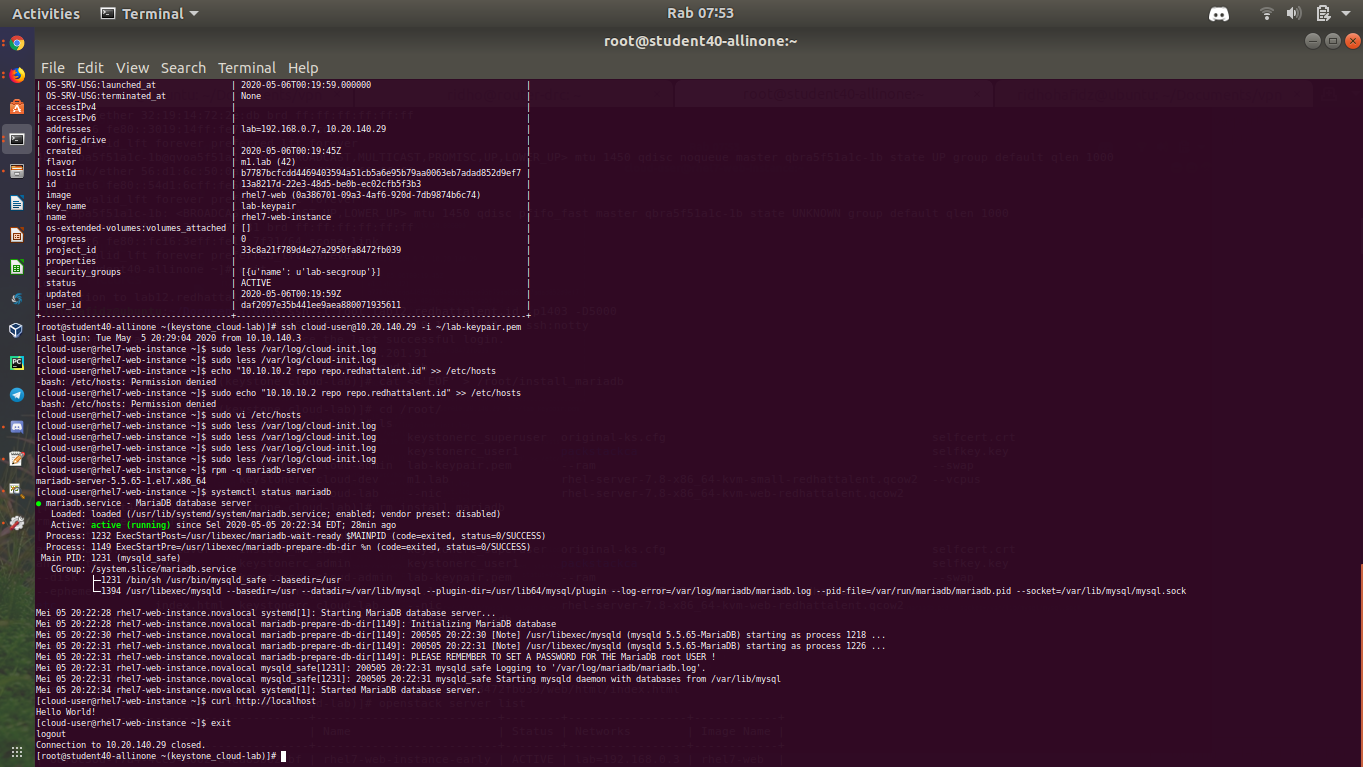 Activities Terminal Rab 07:53
root@student40-allinone:~
File Edit View Search Terminal Help
| OS-SRV-USG:launched_at | 2020-05-06T00:19:59.000000 |
| OS-SRV-USG:terminated_at | None |
| accessIPv4 | |
| accessIPv6 | |
| addresses | lab=192.168.0.7, 10.20.140.29 |
| config_drive | |
| created | 2020-05-06T00:19:45Z |
| flavor | m1.lab (42) |
| hostId | b7787bcfcdd4469403594a51cb5a6e95b79aa0063eb7adad852d9ef7 |
| id | 13a8217d-22e3-48d5-be0b-ec02cfb5f3b3 |
| image | rhel7-web (0a386701-09a3-4af6-920d-7db9874b6c74) |
| key_name | lab-keypair |
| name | rhel7-web-instance |
| os-extended-volumes:volumes_attached | [] |
| progress | 0 |
| project_id | 33c8a21f789d4e27a2950fa8472fb039 |
| properties | |
| security_groups | [{u'name': u'lab-secgroup'}] |
| status | ACTIVE |
| updated | 2020-05-06T00:19:59Z |
| user_id | daf2097e35b441ee9aea880071935611 |
[root@student40-allinone ~(keystone_cloud-lab)]# ssh cloud-user@10.20.140.29 -i ~/lab-keypair.pem
Last login: Tue May  5 20:29:04 2020 from 10.10.140.3
[cloud-user@rhel7-web-instance ~]$ sudo less /var/log/cloud-init.log
[cloud-user@rhel7-web-instance ~]$ sudo less /var/log/cloud-init.log
[cloud-user@rhel7-web-instance ~]$ echo "10.10.10.2 repo repo.redhattalent.id" >> /etc/hosts
-bash: /etc/hosts: Permission denied
[cloud-user@rhel7-web-instance ~]$ sudo echo "10.10.10.2 repo repo.redhattalent.id" >> /etc/hosts
-bash: /etc/hosts: Permission denied
[cloud-user@rhel7-web-instance ~]$ sudo vi /etc/hosts
[cloud-user@rhel7-web-instance ~]$ sudo less /var/log/cloud-init.log
[cloud-user@rhel7-web-instance ~]$ sudo less /var/log/cloud-init.log
[cloud-user@rhel7-web-instance ~]$ sudo less /var/log/cloud-init.log
[cloud-user@rhel7-web-instance ~]$ sudo less /var/log/cloud-init.log
[cloud-user@rhel7-web-instance ~]$ rpm -q mariadb-server
mariadb-server-5.5.65-1.el7.x86_64
[cloud-user@rhel7-web-instance ~]$ systemctl status mariadb
● mariadb.service - MariaDB database server
Loaded: loaded (/usr/lib/systemd/system/mariadb.service; enabled; vendor preset: disabled)
Active: active (running) since Sel 2020-05-05 20:22:34 EDT; 28min ago
Process: 1232 ExecStartPost=/usr/libexec/mariadb-wait-ready $MAINPID (code=exited, status=0/SUCCESS)
Process: 1149 ExecStartPre=/usr/libexec/mariadb-prepare-db-dir %n (code=exited, status=0/SUCCESS)
Main PID: 1231 (mysqld_safe)
CGroup: /system.slice/mariadb.service
├─1231 /bin/sh /usr/bin/mysqld_safe --basedir=/usr
└─1394 /usr/libexec/mysqld --basedir=/usr --datadir=/var/lib/mysql --plugin-dir=/usr/lib64/mysql/plugin --log-error=/var/log/mariadb/mariadb.log --pid-file=/var/run/mariadb/mariadb.pid --socket=/var/lib/mysql/mysql.sock
Mei 05 20:22:28 rhel7-web-instance.novalocal systemd[1]: Starting MariaDB database server...
Mei 05 20:22:28 rhel7-web-instance.novalocal mariadb-prepare-db-dir[1149]: Initializing MariaDB database
Mei 05 20:22:30 rhel7-web-instance.novalocal mariadb-prepare-db-dir[1149]: 200505 20:22:30 [Note] /usr/libexec/mysqld (mysqld 5.5.65-MariaDB) starting as process 1218 ...
Mei 05 20:22:31 rhel7-web-instance.novalocal mariadb-prepare-db-dir[1149]: 200505 20:22:31 [Note] /usr/libexec/mysqld (mysqld 5.5.65-MariaDB) starting as process 1226 ...
Mei 05 20:22:31 rhel7-web-instance.novalocal mariadb-prepare-db-dir[1149]: PLEASE REMEMBER TO SET A PASSWORD FOR THE MariaDB root USER !
Mei 05 20:22:31 rhel7-web-instance.novalocal mysqld_safe[1231]: 200505 20:22:31 mysqld_safe Logging to '/var/log/mariadb/mariadb.log'.
Mei 05 20:22:31 rhel7-web-instance.novalocal mysqld_safe[1231]: 200505 20:22:31 mysqld_safe Starting mysqld daemon with databases from /var/lib/mysql
Mei 05 20:22:34 rhel7-web-instance.novalocal systemd[1]: Started MariaDB database server.
[cloud-user@rhel7-web-instance ~]$ curl http://localhost
Hello World!
[cloud-user@rhel7-web-instance ~]$ exit
logout
Connection to 10.20.140.29 closed.
[root@student40-allinone ~(keystone_cloud-lab)]#